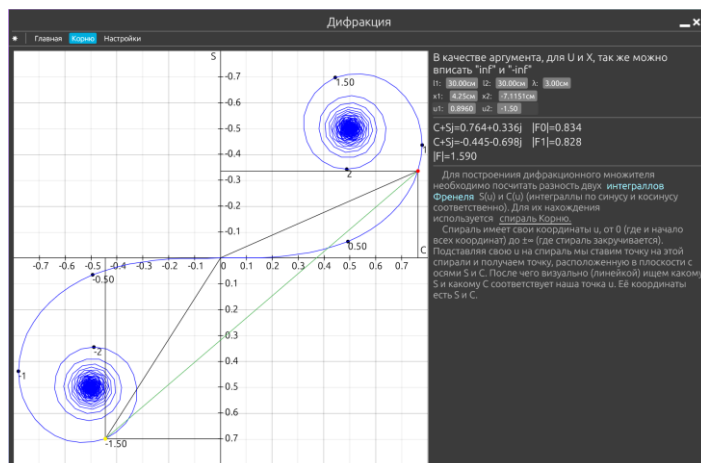 Дифракция
Главная Корню Настройки
S
-0.7
-0.6
-0.5
-0.4
-0.3
-0.2
-0.1
1.50
1
2
0.50
C
-0.7 -0.6 -0.5 -0.4 -0.3 -0.2 -0.1 0 0.1 0.2 0.3 0.4 0.5 0.6 0.7
-0.50
-2
-1
-1.50
0.1
0.2
0.3
0.4
0.5
0.6
0.7
В качестве аргумента, для U и X, так же можно
вписать "inf" и "-inf"
l1: 30.00см l2: 30.00см λ: 3.00см
x1: 4.25см x2: -7.1151см
u1: 0.8960 u2: -1.50
C+Sj=0.764+0.336j |F0|=0.834
C+Sj=-0.445-0.698j |F1|=0.828
|F|=1.590
Для построениия дифракционного множителя
необходимо посчитать разность двух интегралло​в
Френеля S(u) и C(u) (интегралл​ы по синусу и косинусу
соответственно). Для их нахождения
используется спираль Корню.
Спираль имеет свои координаты u, от 0 (где и начало
всех координат) до ±∞ (где спираль закручивается).
Подставляя свою u на спираль мы ставим точку на этой
спирали и получаем точку, расположенную в плоскости с
осями S и C. После чего визуально (линейкой) ищем какому
S и какому C соответствует наша точка u. Её координаты
есть S и C.